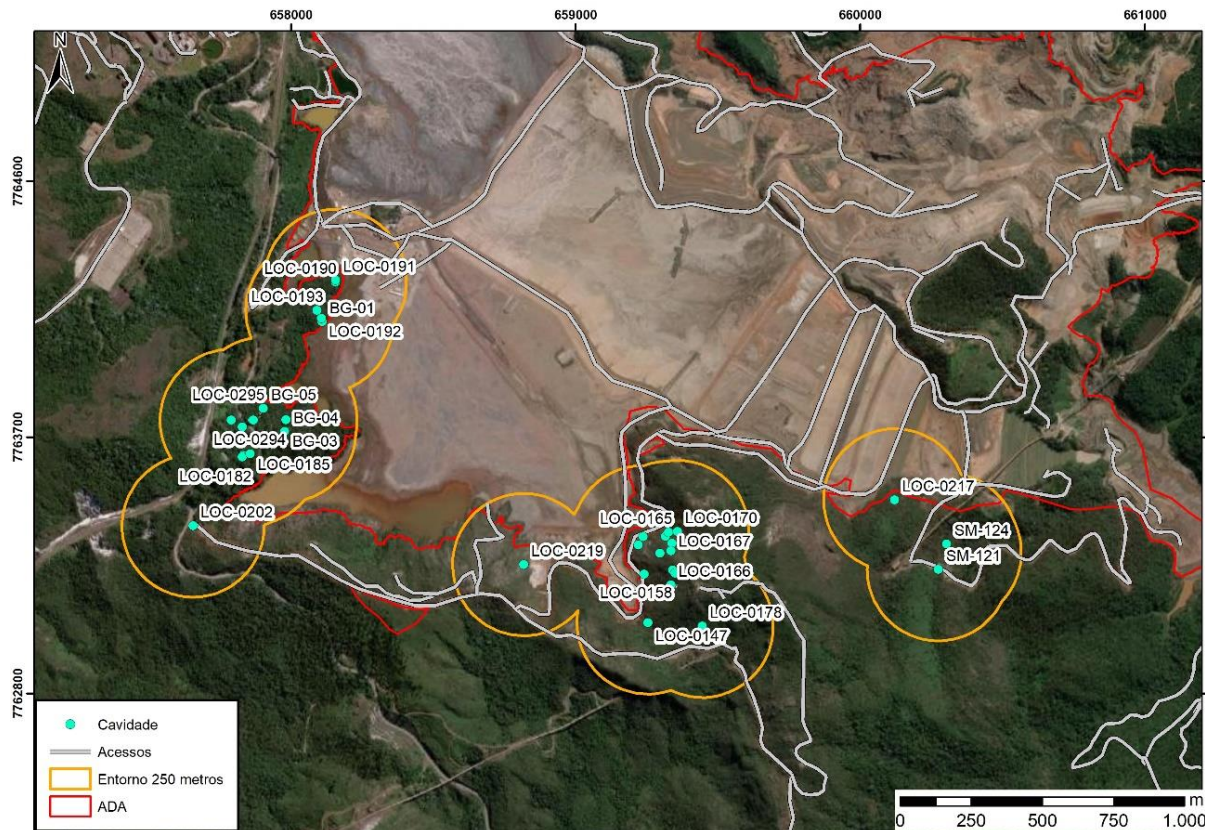 658000 659000 660000 661000
N
7764600
LOC-0190 LOC-0191
LOC-0193 BG-01
LOC-0192
LOC-0295 BG-05
BG-04
7763700
LOC-0294 BG-03
LOC-0182 LOC-0185
LOC-0217
LOC-0202
LOC-0165 LOC-0170
LOC-0167
SM-124
SM-121
LOC-0219
LOC-0166
LOC-0158
LOC-0178
LOC-0147
7762800
Cavidade
Acessos
Entorno 250 metros
ADA
m
0 250 500 750 1.000